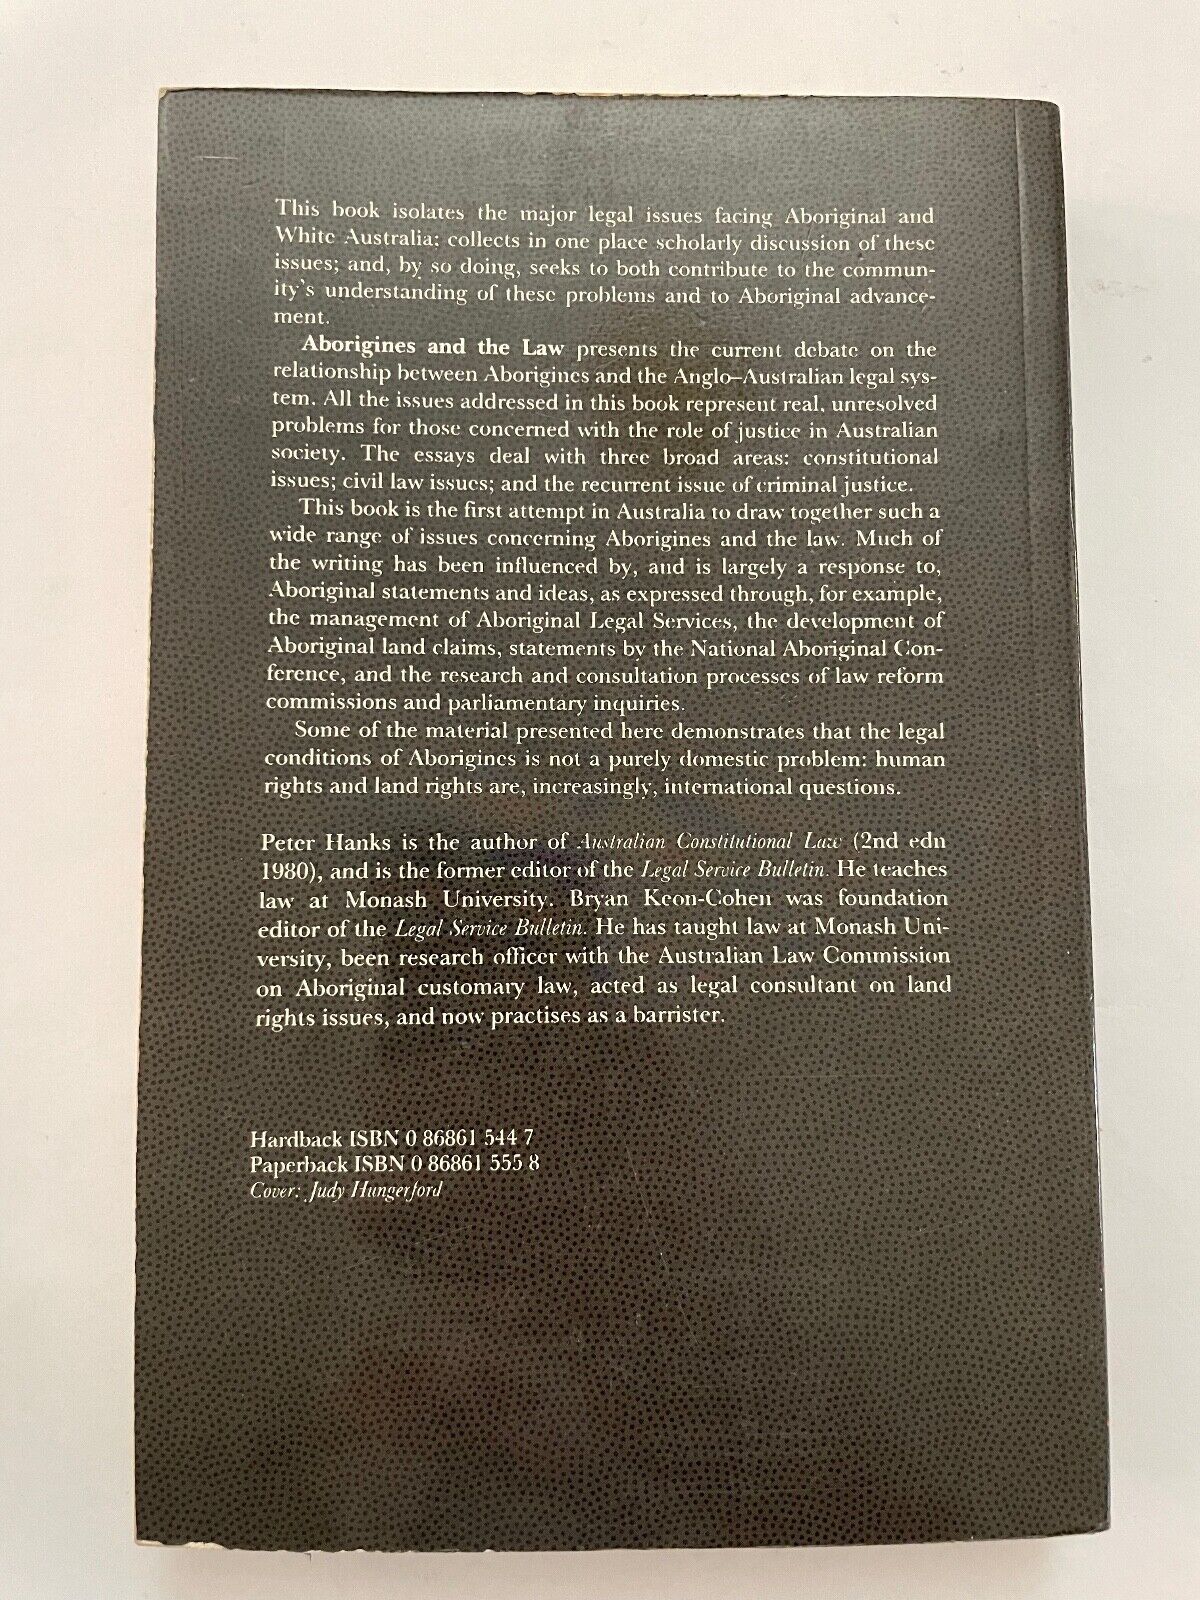 This book isolates the major legal issues facing Aboriginal and
White Australia; collects in one place scholarly discussion of these
issues; and, by so doing, seeks to both contribute to the commun-
ity's understanding of these problems and to Aboriginal advance-
ment.
Aborigines and the Law presents the current debate on the
relationship between Aborigines and the Anglo–Australian legal sys-
tem. All the issues addressed in this book represent real, unresolved
problems for those concerned with the role of justice in Australian
society. The essays deal with three broad areas: constitutional
issues; civil law issues; and the recurrent issue of criminal justice.
This book is the first attempt in Australia to draw together such a
wide range of issues concerning Aborigines and the law. Much of
the writing has been influenced by, and is largely a response to,
Aboriginal statements and ideas, as expressed through, for example,
the management of Aboriginal Legal Services, the development of
Aboriginal land claims, statements by the National Aboriginal Con-
ference, and the research and consultation processes of law reform
commissions and parliamentary inquiries.
Some of the material presented here demonstrates that the legal
conditions of Aborigines is not a purely domestic problem: human
rights and land rights are, increasingly, international questions.
Peter Hanks is the author of Australian Constitutional Law (2nd edn
1980), and is the former editor of the Legal Service Bulletin. He teaches
law at Monash University. Bryan Keon-Cohen was foundation
editor of the Legal Service Bulletin. He has taught law at Monash Uni-
versity, been research officer with the Australian Law Commission
on Aboriginal customary law, acted as legal consultant on land
rights issues, and now practises as a barrister.
Hardback ISBN 0 86861 544 7
Paperback ISBN 0 86861 555 8
Cover: Judy Hungerford